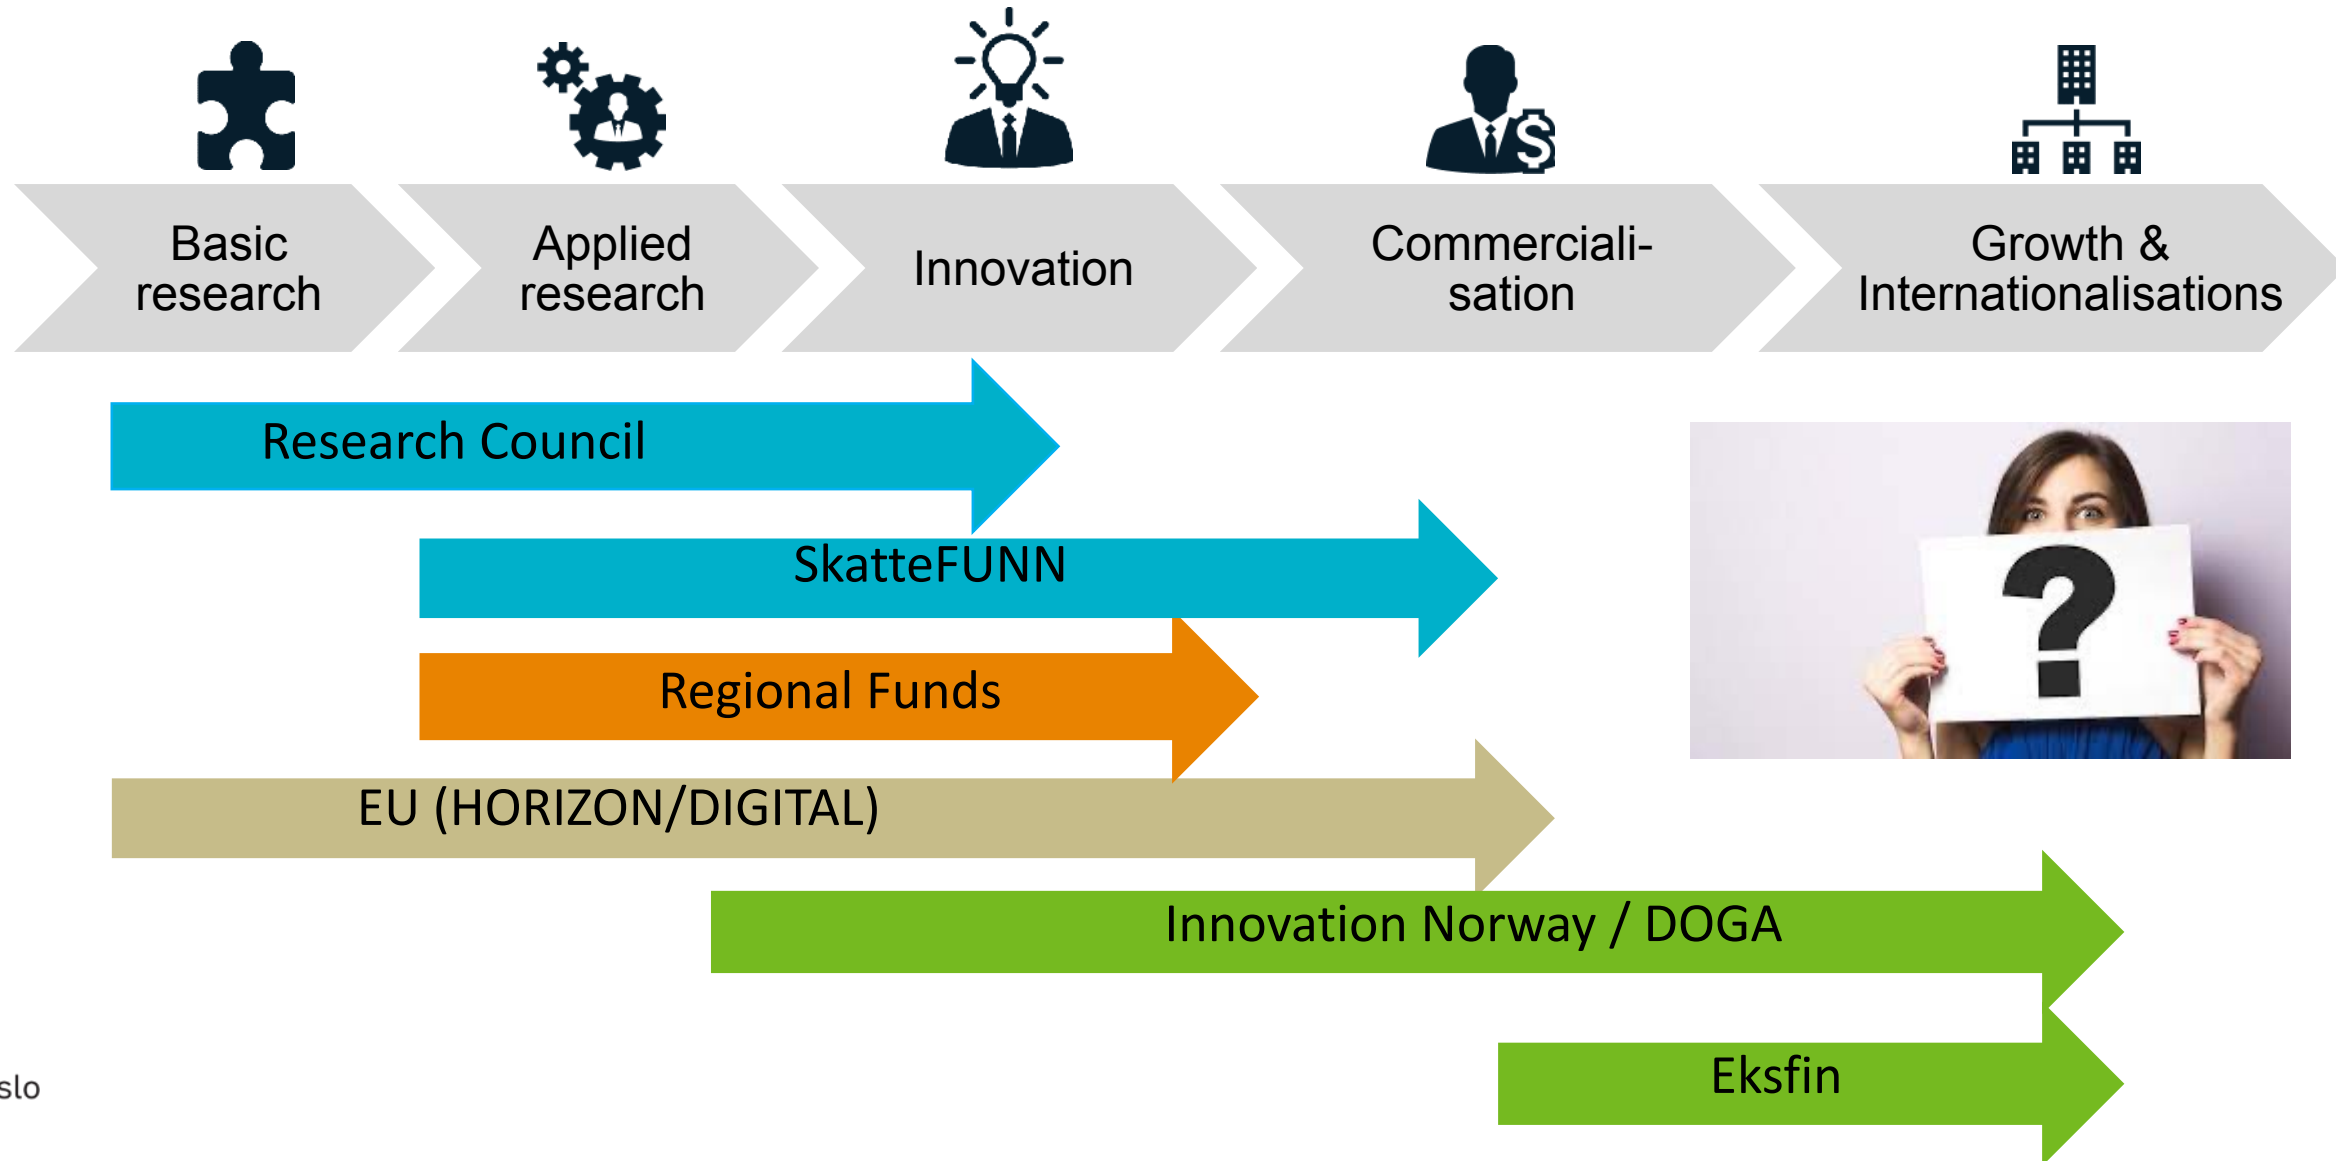 Basic
research
Applied
research
Innovation
Commerciali-
sation
Growth &
Internationalisations
Research Council
SkatteFUNN
?
Regional Funds
EU (HORIZON/DIGITAL)
Innovation Norway / DOGA
Eksfin
slo